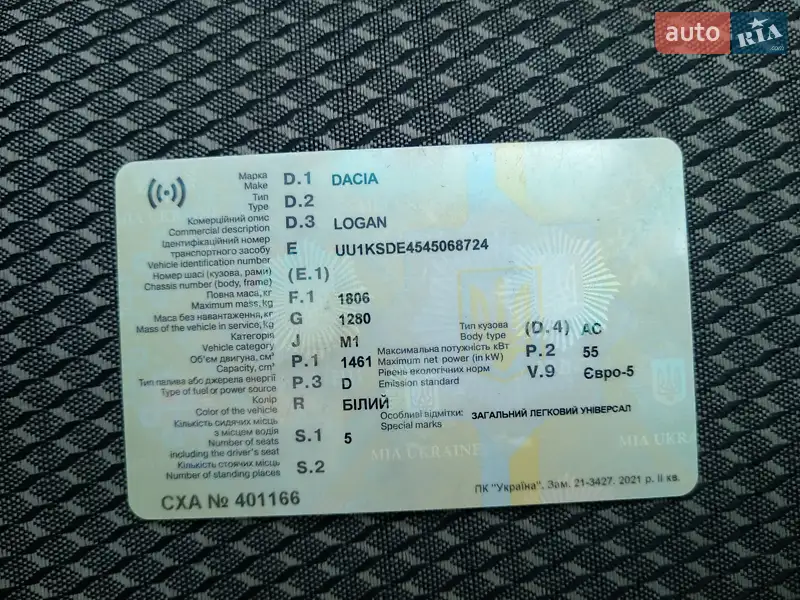 auto RIA .com
Марка
Make D.1 DACIA
Тип
Type D.2
Комерційний опис
Commercial description D.3 LOGAN
Ідентифікаційний номер
транспортного засобу
Vehicle identification number E UU1KSDE4545068724
Номер шасі (кузова, рами)
Chassis number (body, frame) (E.1)
Повна маса, кг
Maximum mass, kg F.1 1806
Маса без навантаження, кг
Mass of the vehicle in service, kg G 1280
Категорія
Vehicle category J M1
Об'єм двигуна, см³
Capacity, cm³ P.1 1461
Тип палива або джерела енергії
Type of fuel or power source P.3 D
Колір
Color of the vehicle R БІЛИЙ
Кількість сидячих місць
з місцем водія
Number of seats
including the driver's seat S.1 5
Кількість стоячих місць
Number of standing places S.2
Тип кузова
Body type (D.4) AC
Максимальна потужність кВт
Maximum net power (in kW) P.2 55
Рівень екологічних норм
Emission standard V.9 Євро-5
Особливі відмітки:
Special marks ЗАГАЛЬНИЙ ЛЕГКОВИЙ УНІВЕРСАЛ
MIA UKRAINE
MIA UKRA
СХА № 401166
ПК "Україна". Зам. 21-3427. 2021 р. II кв.